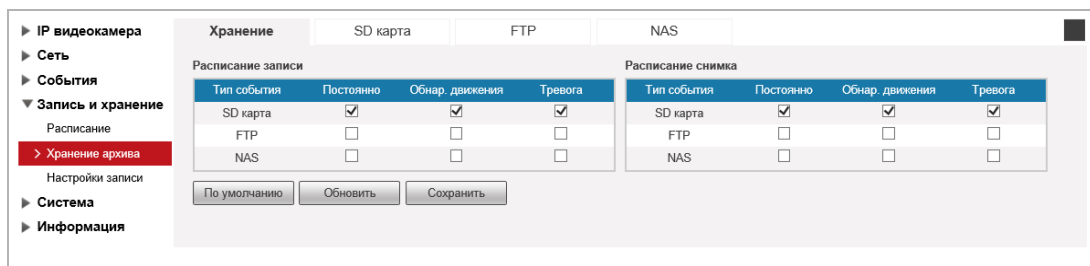 IP видеокамера
Сеть
События
Запись и хранение
Расписание
> Хранение архива
Настройки записи
Система
Информация
Хранение SD карта FTP NAS
Расписание записи
Тип события Постоянно Обнар. движения Тревога
SD карта
FTP
NAS
Расписание снимка
Тип события Постоянно Обнар. движения Тревога
SD карта
FTP
NAS
По умолчанию Обновить Сохранить